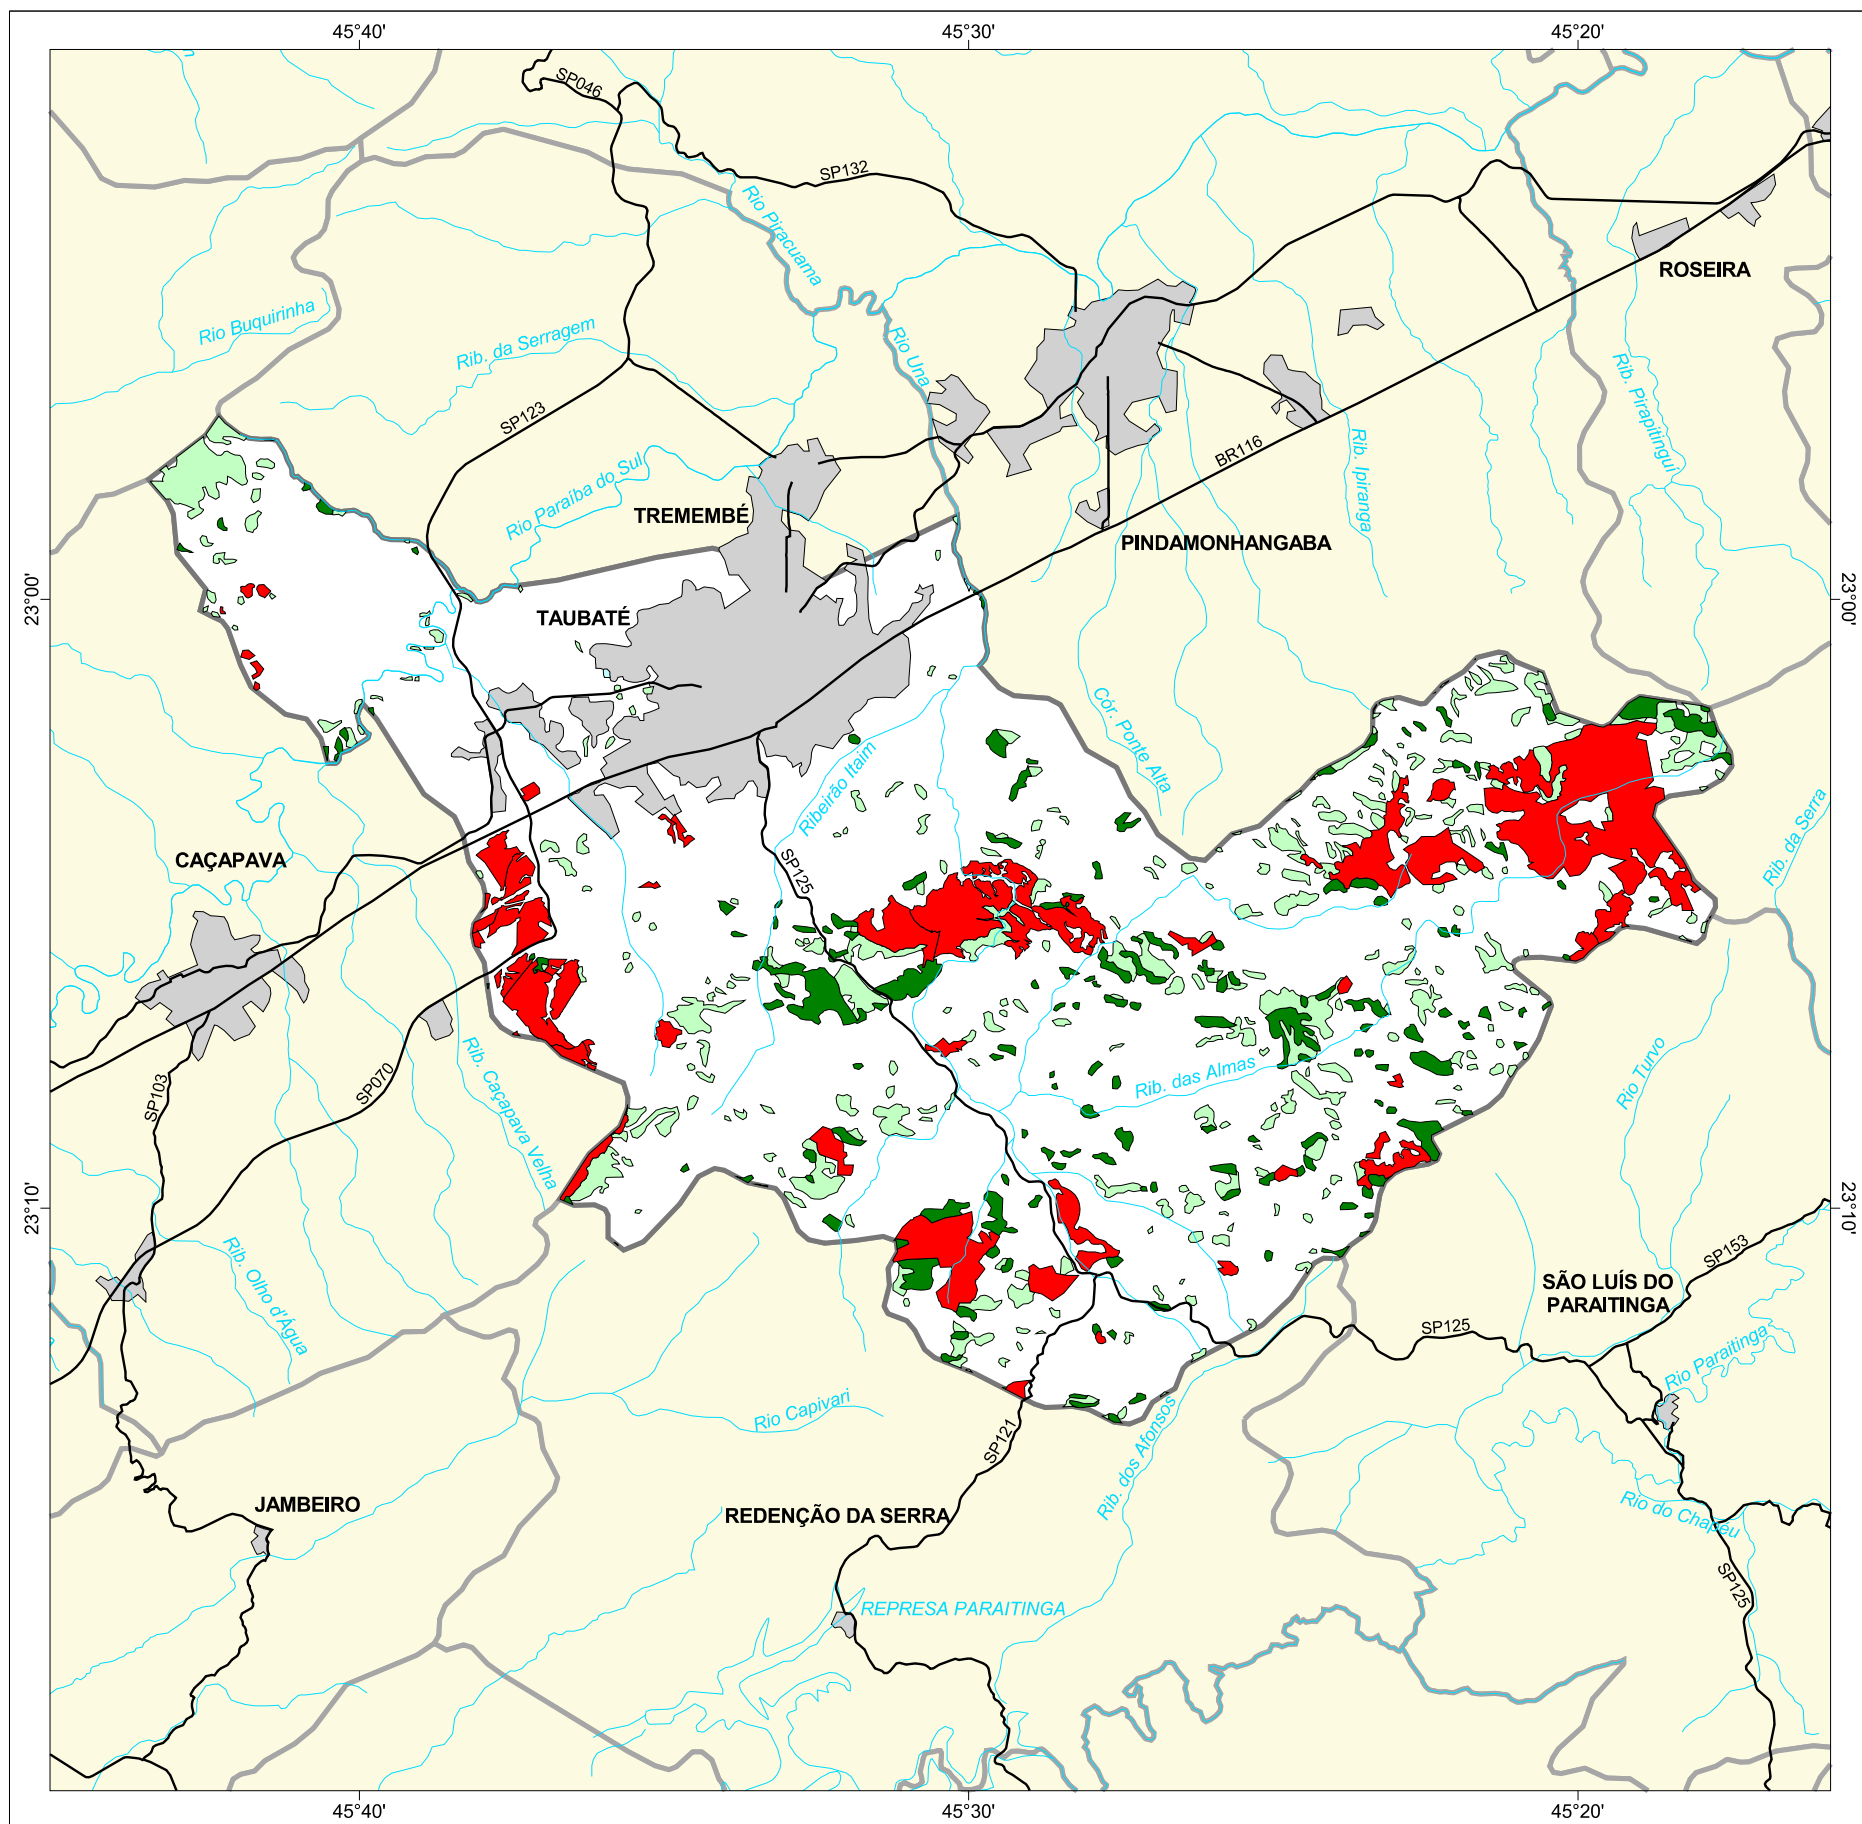 45°40'
45°30'
45°20'
SP046
SP132
Rio Piracuama
ROSEIRA
Rio Buquirinha
Rib. da Serragem
Rio Una
Rib. Pirapitinguí
SP123
BR116
Rib. Ipiranga
Rio Paraíba do Sul
TREMEMBÉ
PINDAMONHANGABA
23°00'
23°00'
TAUBATÉ
Cór. Ponte Alta
Ribeirão Itaim
Rib. da Serra
CAÇAPAVA
SP125
Rib. Caçapava Velha
Rio Turvo
SP070
SP103
Rib. das Almas
23°10'
23°10'
Rib. Olho d'Água
SP153
SÃO LUÍS DO
PARAITINGA
SP125
Rio Paraitinga
Rio Capivari
SP121
Rib. dos Afonsos
JAMBEIRO
REDENÇÃO DA SERRA
Rio do Chapéu
SP125
REPRESA PARAITINGA
45°40'
45°30'
45°20'